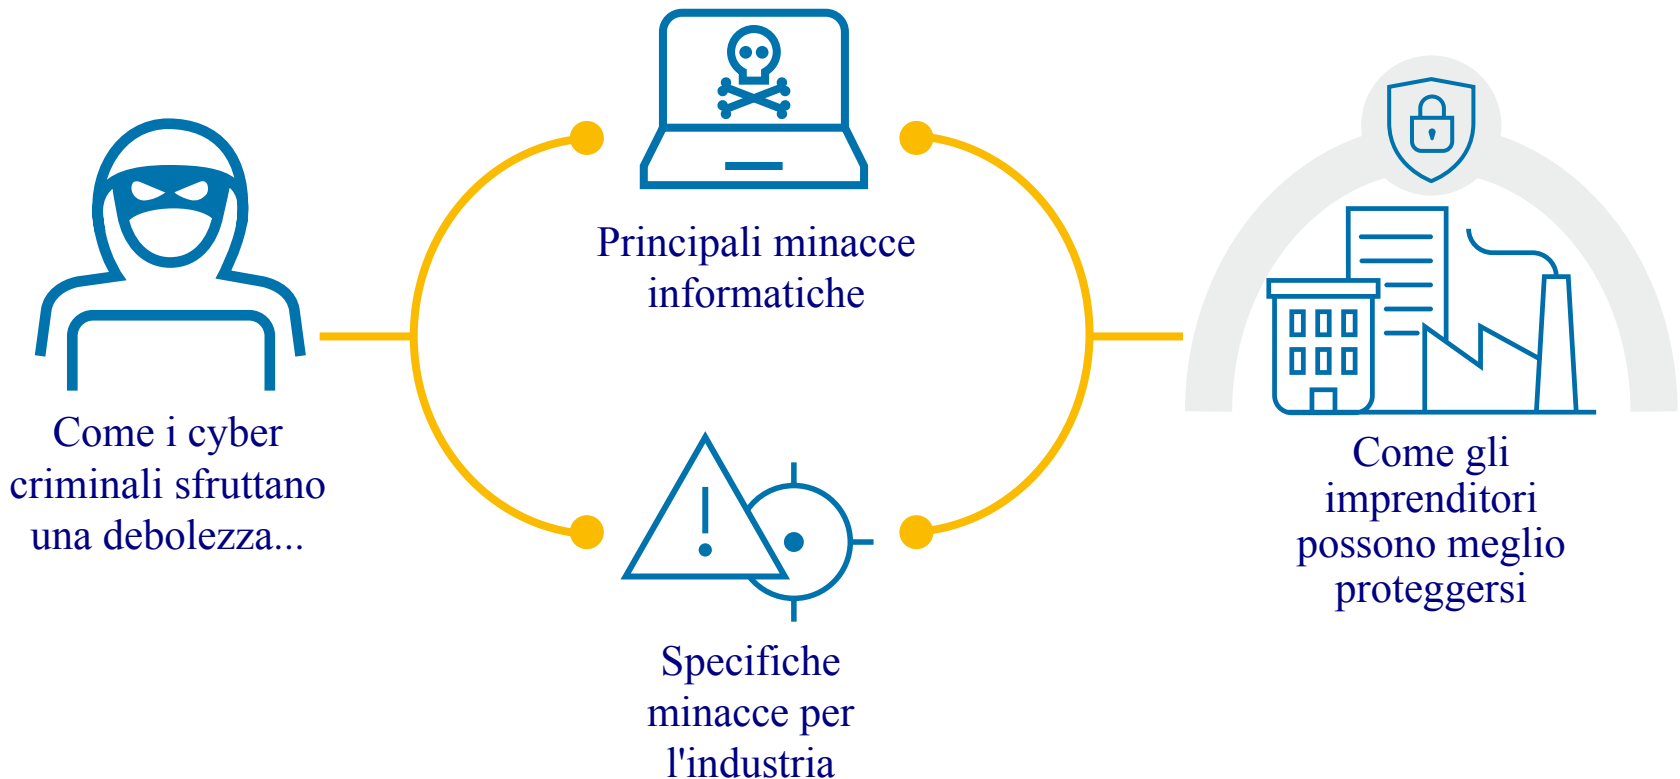 Come i cyber
criminali sfruttano
una debolezza...
Principali minacce
informatiche
Specifiche
minacce per
l'industria
Come gli
imprenditori
possono meglio
proteggersi